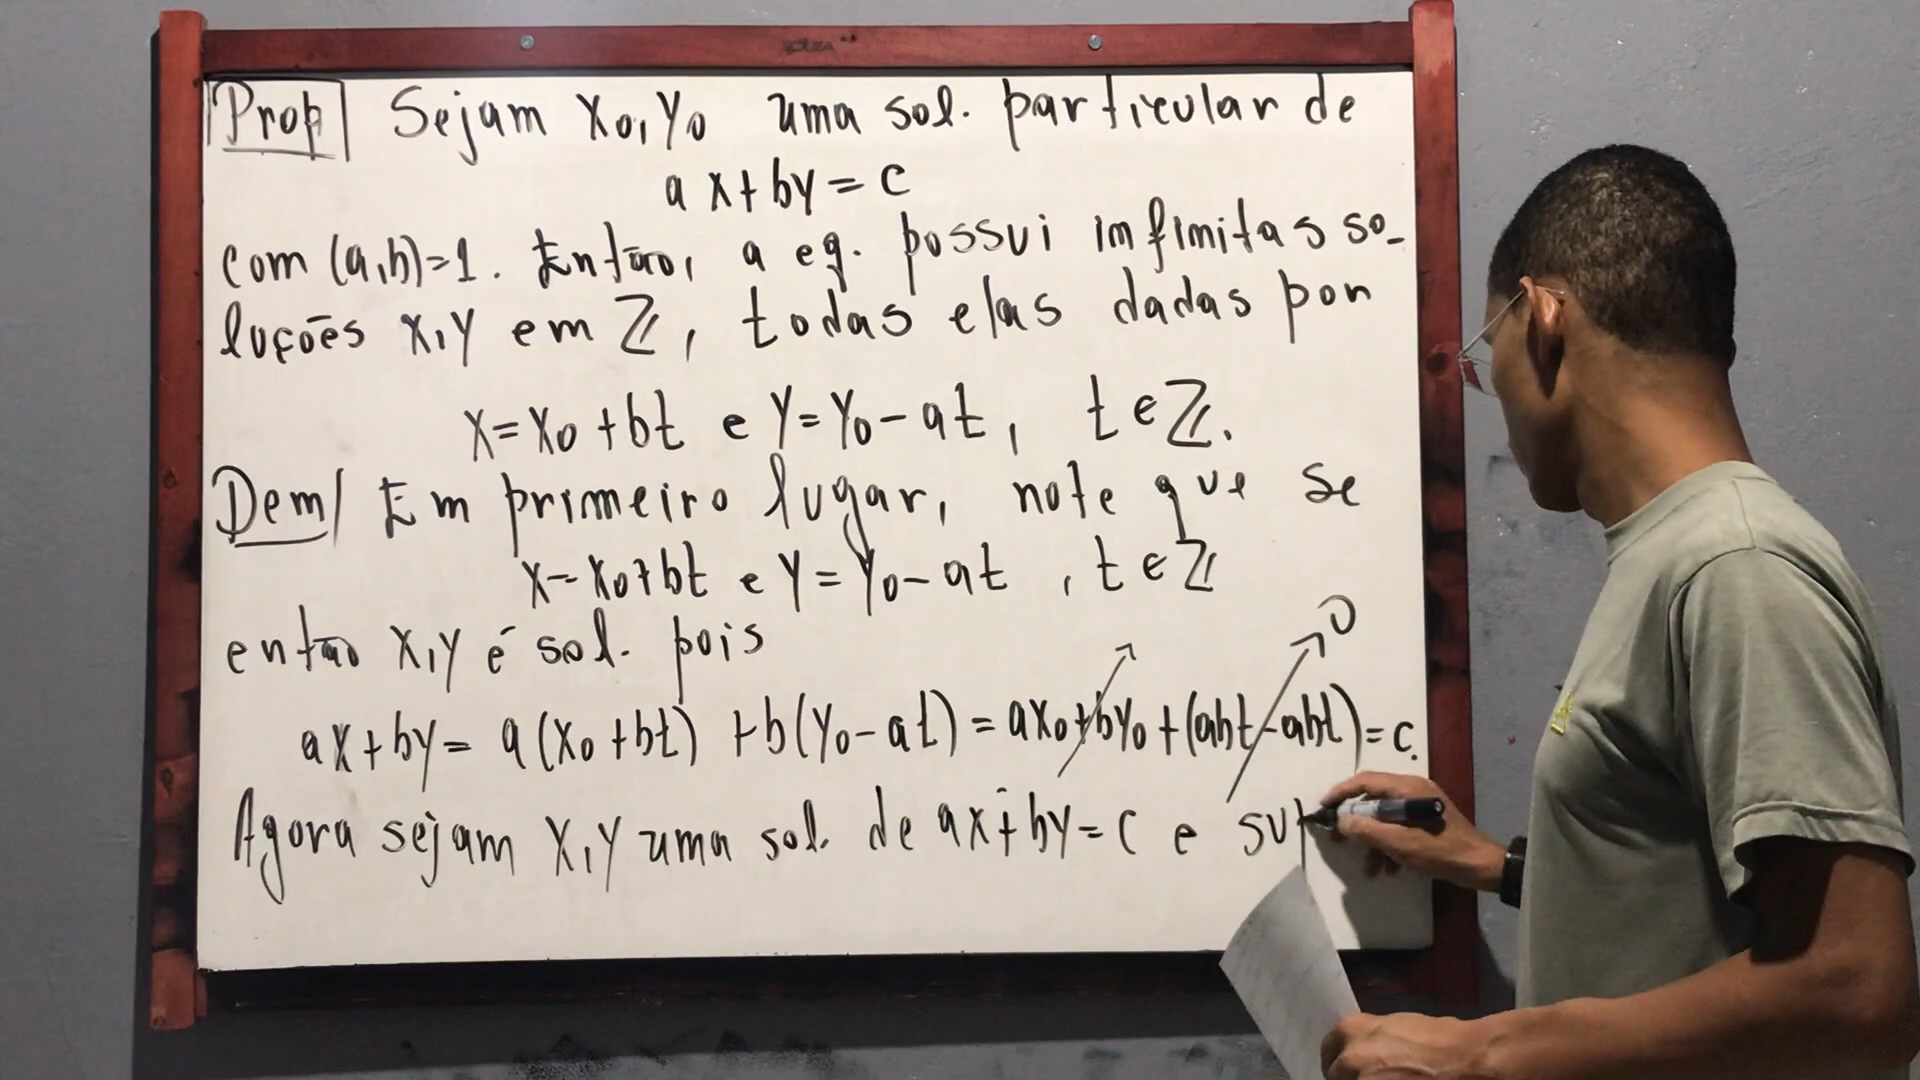 Prop Sejam x₀,y₀ uma sol. particular de
ax+by=c
com (a,b)=1. Então, a eq. possui infinitas so-
luções x,y em ℤ, todas elas dadas por
x=x₀+bt e y=y₀-at, t∈ℤ.
Dem/ Em primeiro lugar, note que se
x=x₀+bt e y=y₀-at , t∈ℤ
0
então x,y é sol. pois
ax+by= a(x₀+bt)+b(y₀-at)=ax₀+by₀+(abt-abt)=c.
Agora sejam x,y uma sol. de ax+by=c e